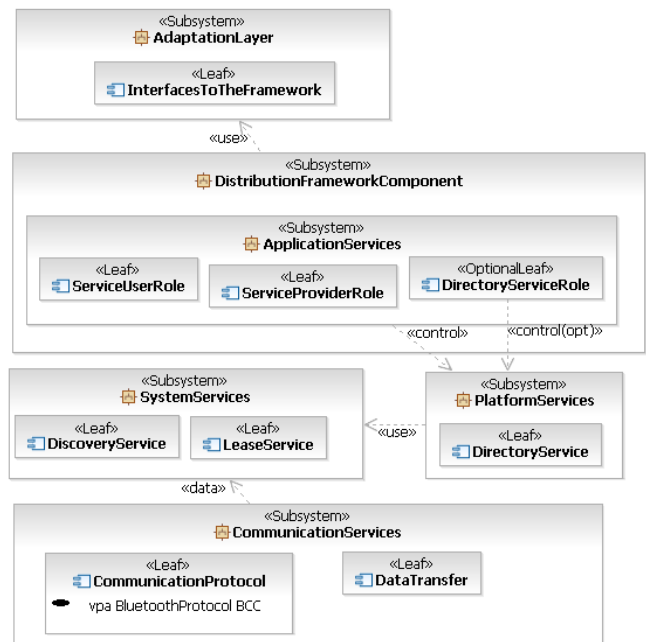 «Subsystem»
AdaptationLayer
«Leaf»
InterfacesToTheFramework
«use»
«Subsystem»
DistributionFrameworkComponent
«Subsystem»
ApplicationServices
«Leaf»
ServiceUserRole
«Leaf»
ServiceProviderRole
«OptionalLeaf»
DirectoryServiceRole
«control»
«control(opt)»
«Subsystem»
SystemServices
«Leaf»
DiscoveryService
«Leaf»
LeaseService
«use»
«Subsystem»
PlatformServices
«Leaf»
DirectoryService
«data»
«Subsystem»
CommunicationServices
«Leaf»
CommunicationProtocol
vpa BluetoothProtocol BCC
«Leaf»
DataTransfer